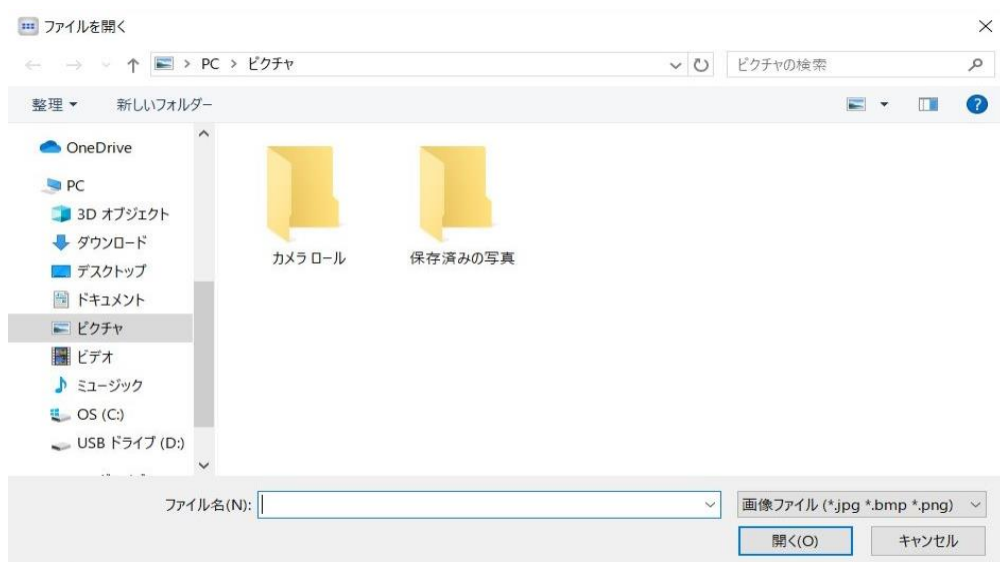 ファイルを開く
PC > ピクチャ
ピクチャの検索
整理
新しいフォルダー
OneDrive
PC
3D オブジェクト
ダウンロード
デスクトップ
ドキュメント
ピクチャ
ビデオ
ミュージック
OS (C:)
USB ドライブ (D:)
カメラ ロール
保存済みの写真
ファイル名(N):
画像ファイル (*.jpg *.bmp *.png)
開く(O)
キャンセル